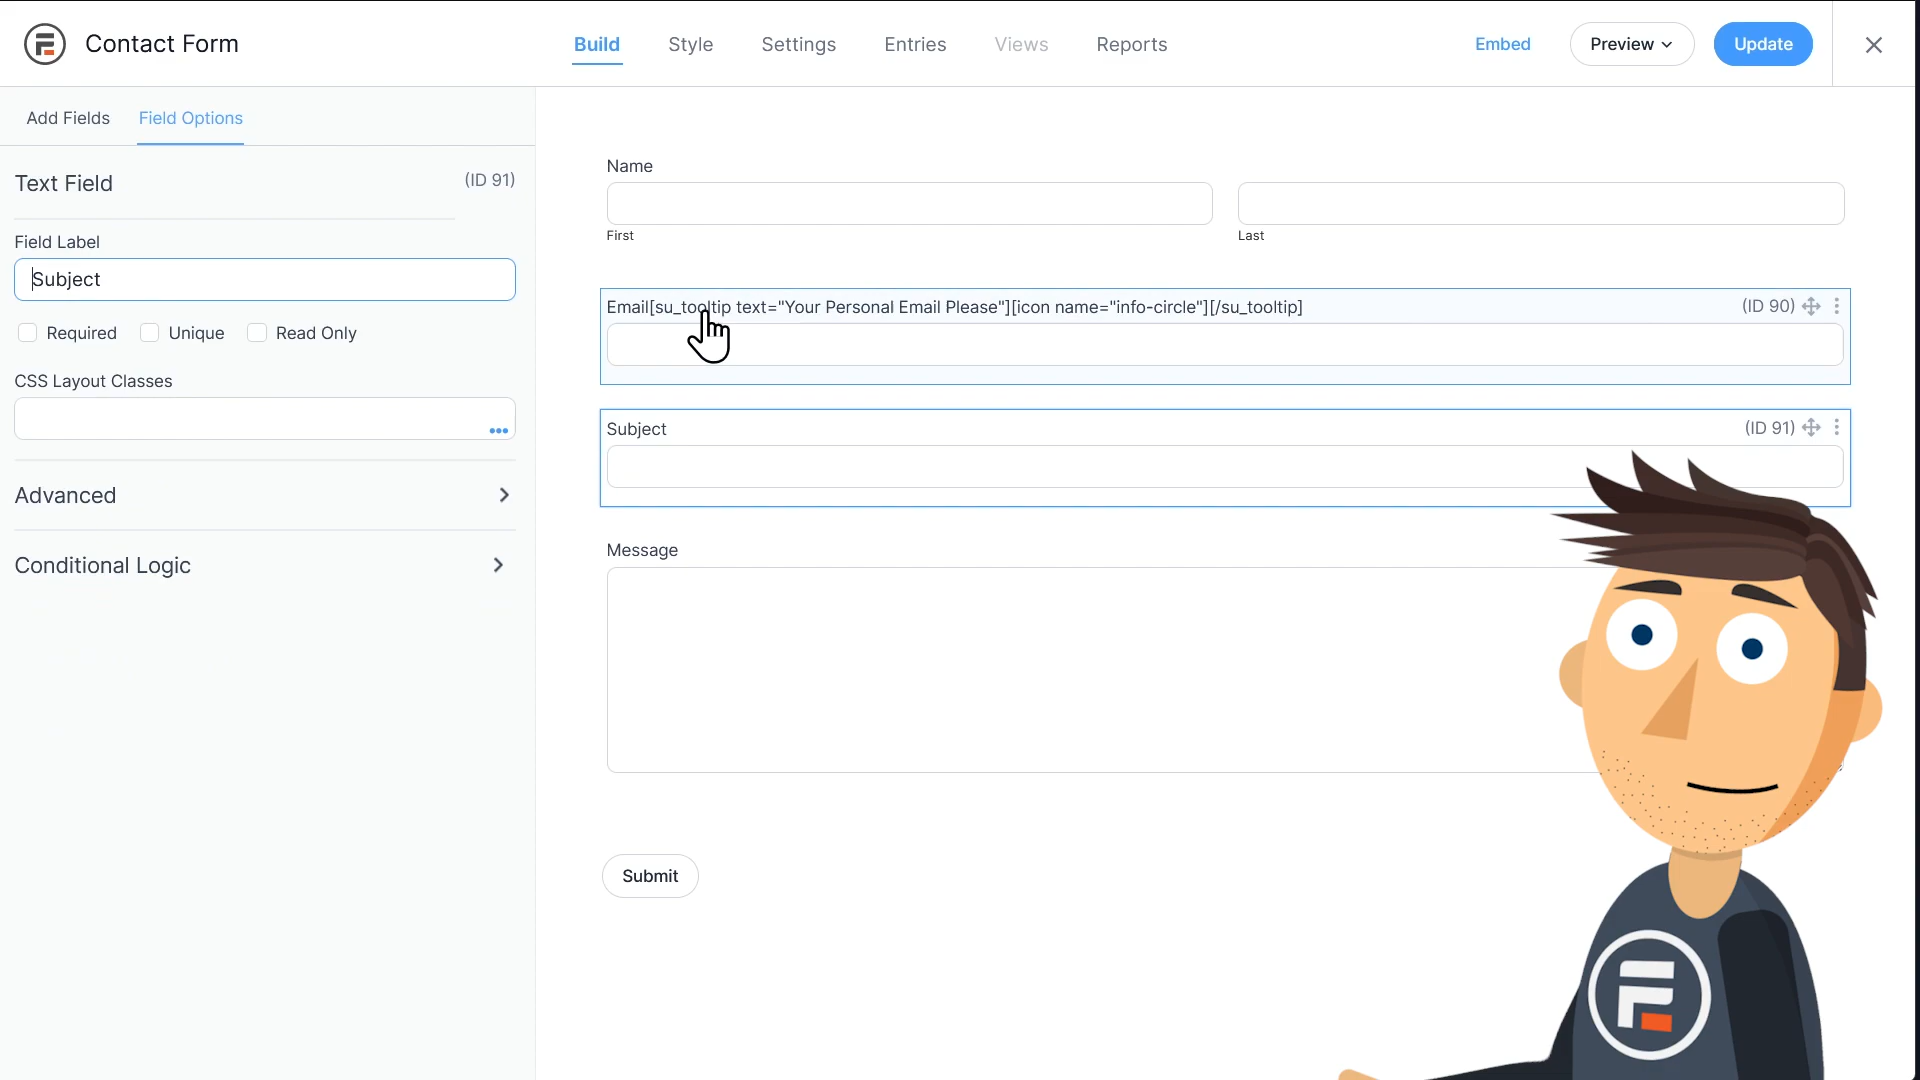 Contact Form
Build
Style
Settings
Entries
Views
Reports
Embed
Preview
Update
Add Fields
Field Options
Text Field
(ID 91)
Field Label
Subject
Required
Unique
Read Only
CSS Layout Classes
Advanced
Conditional Logic
Name
First
Last
Email[su_tooltip text="Your Personal Email Please"][icon name="info-circle"][/su_tooltip]
(ID 90)
Subject
(ID 91)
Message
Submit